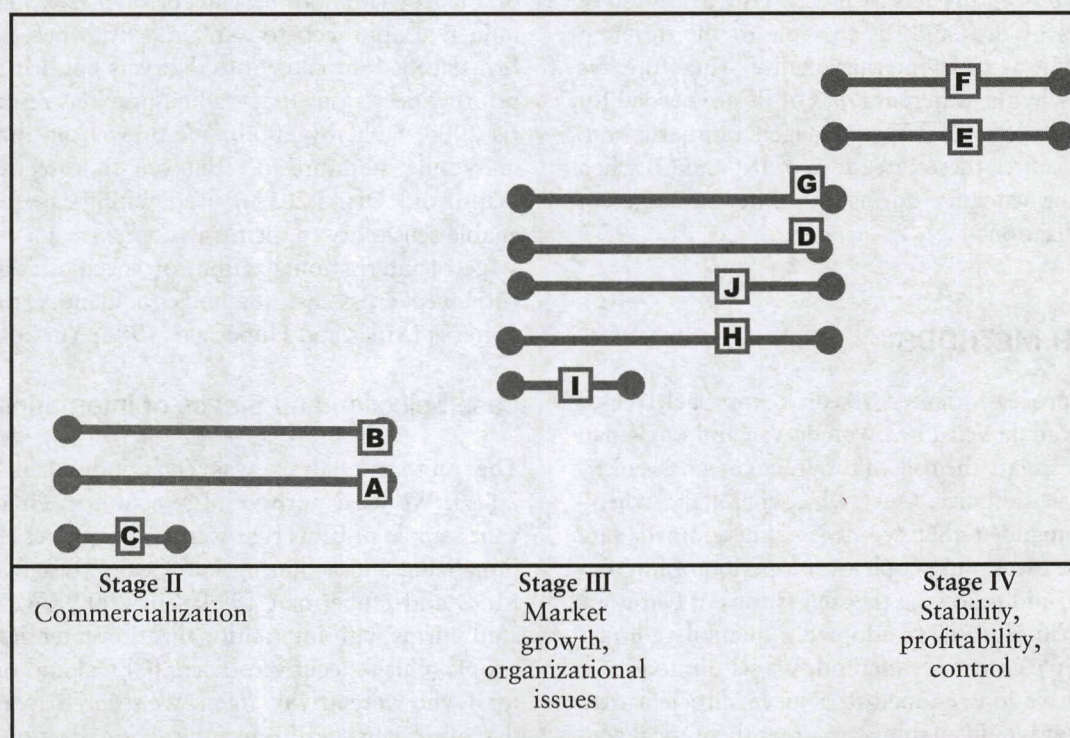 F
E
G
D
J
H
I
B
A
C
Stage II
Commercialization
Stage III
Market
growth,
organizational
issues
Stage IV
Stability,
profitability,
control